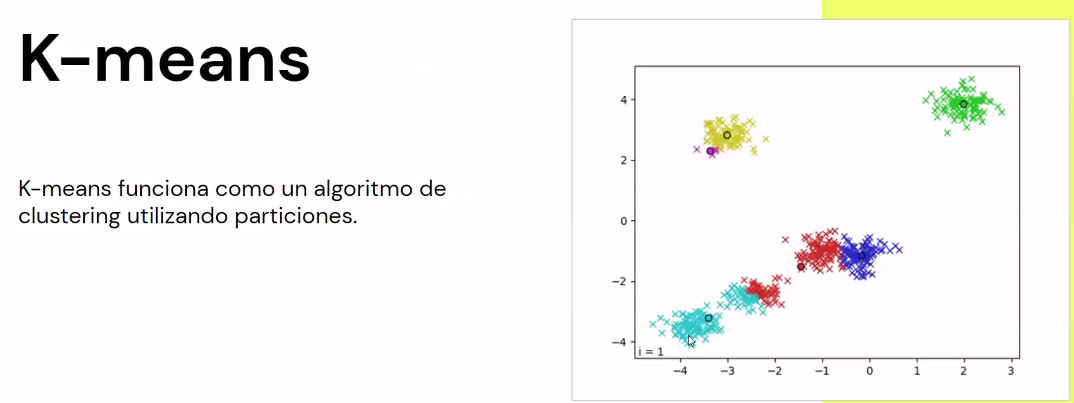 K-means
K-means funciona como un algoritmo de
clustering utilizando particiones.
4
2
0
−2
−4
i = 1
−4 −3 −2 −1 0 1 2 3